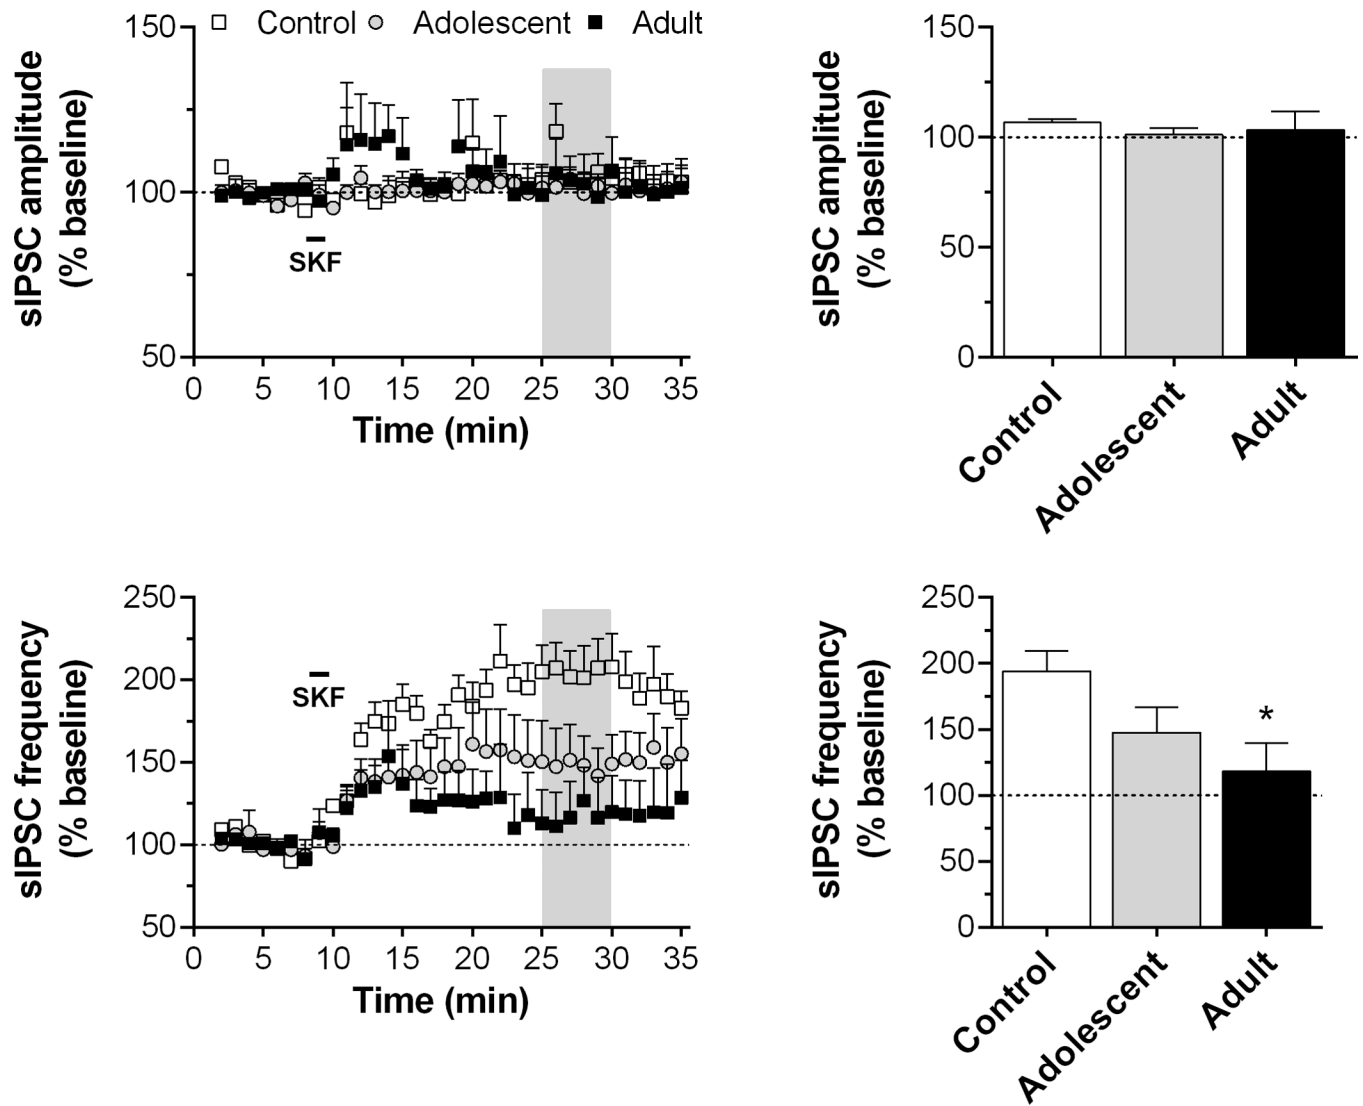 Control Adolescent Adult
sIPSC amplitude
(% baseline)
150
100
50
SKF
0 5 10 15 20 25 30 35
Time (min)
sIPSC amplitude
(% baseline)
150
100
50
0
Control
Adolescent
Adult
sIPSC frequency
(% baseline)
250
200
150
100
50
SKF
0 5 10 15 20 25 30 35
Time (min)
sIPSC frequency
(% baseline)
250
200
150
100
50
0
*
Control
Adolescent
Adult